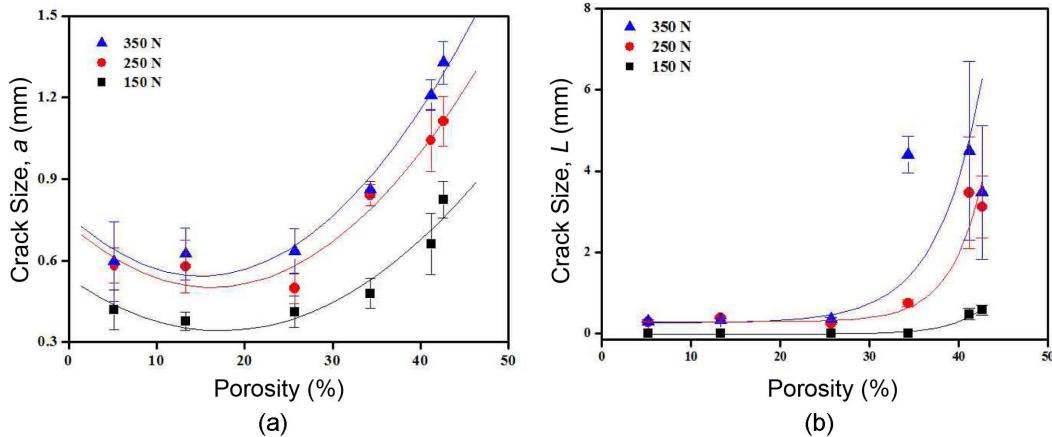 1.5
1.2
0.9
0.6
0.3
Crack Size, a (mm)
350 N
250 N
150 N
0 10 20 30 40 50
Porosity (%)
(a)
8
6
4
2
0
Crack Size, L (mm)
350 N
250 N
150 N
0 10 20 30 40 50
Porosity (%)
(b)